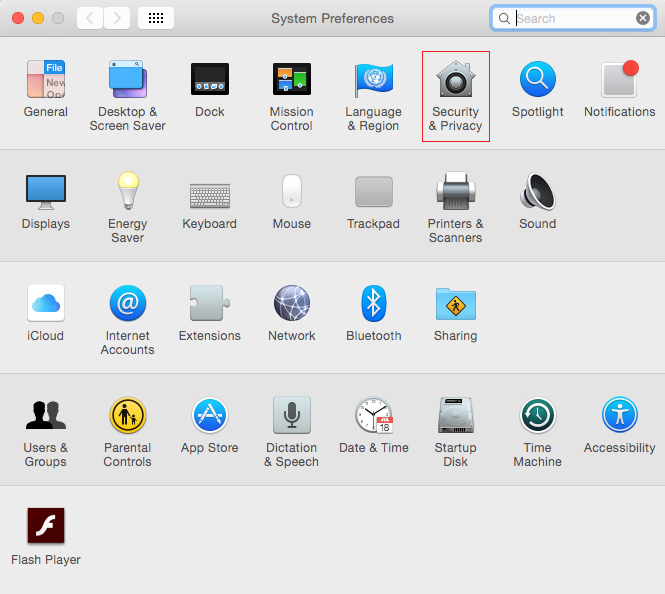 System Preferences
Search
File
New
Ope
General
Desktop &
Screen Saver
Dock
Mission
Control
Language
& Region
Security
& Privacy
Spotlight
Notifications
Displays
Energy
Saver
Keyboard
Mouse
Trackpad
Printers &
Scanners
Sound
iCloud
@
Internet
Accounts
Extensions
Network
Bluetooth
Sharing
Users &
Groups
Parental
Controls
App Store
Dictation
& Speech
JUL
18
Date & Time
Startup
Disk
Time
Machine
Accessibility
Flash Player